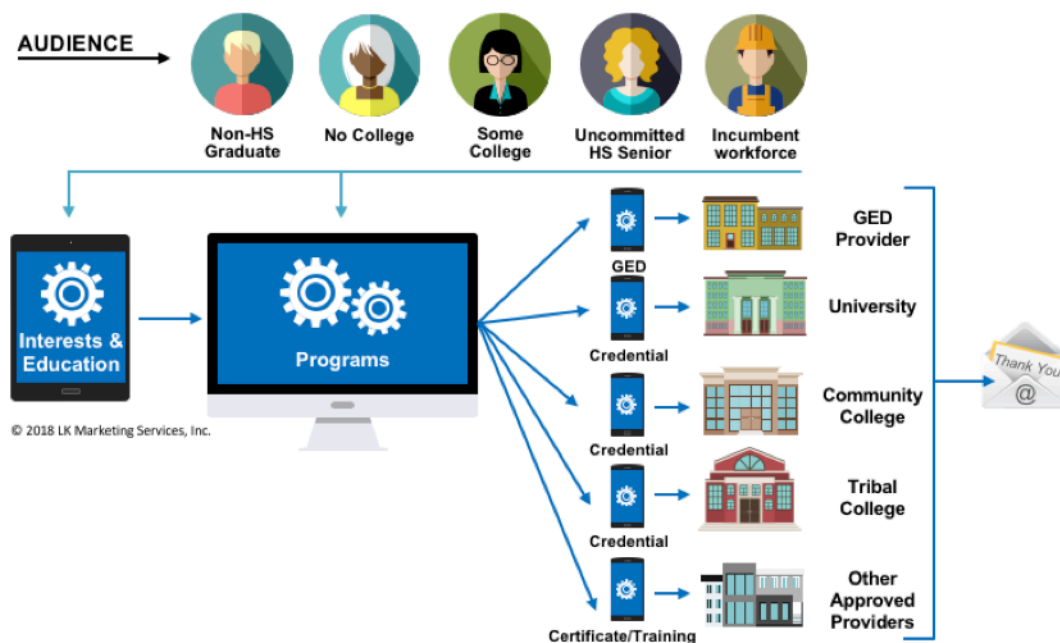 AUDIENCE
Non-HS
Graduate
No College
Some
College
Uncommitted
HS Senior
Incumbent
workforce
Interests &
Education
Programs
© 2018 LK Marketing Services, Inc.
GED
GED
Provider
Credential
University
Credential
Community
College
Credential
Tribal
College
Certificate/Training
Other
Approved
Providers
Thank You
@